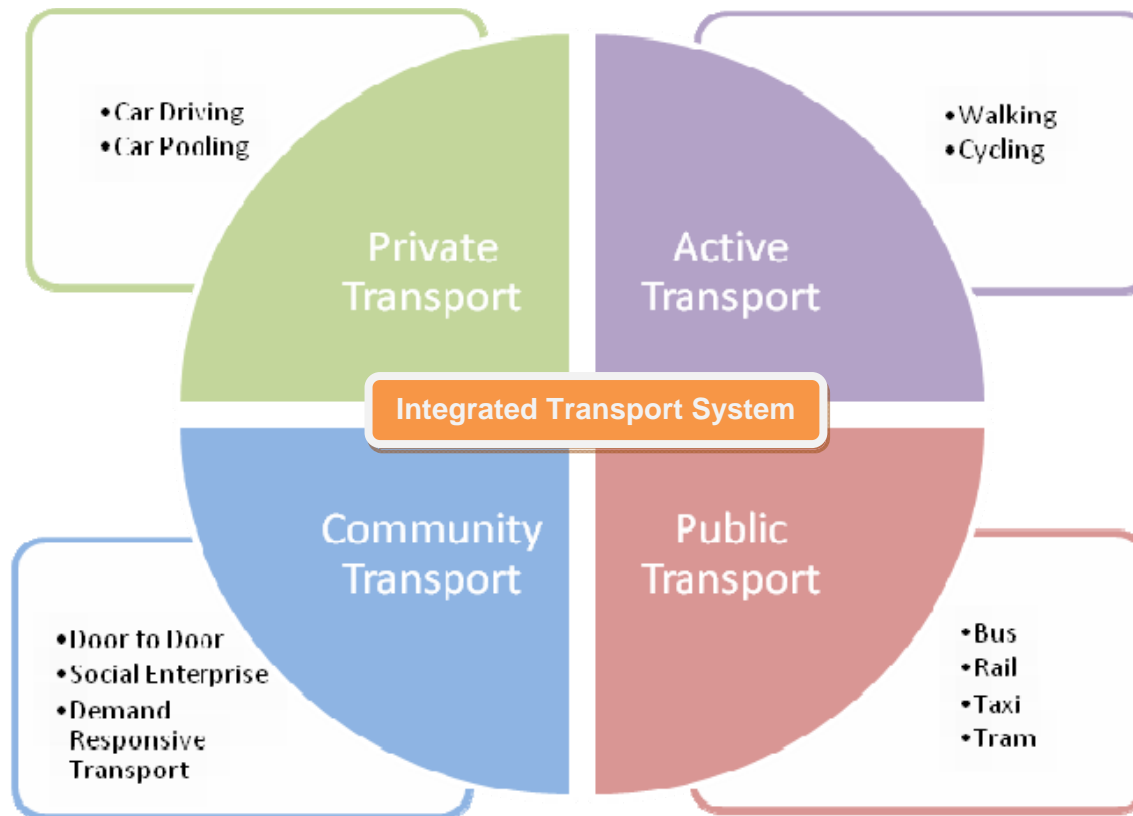 •Car Driving
•Car Pooling
•Walking
•Cycling
Private
Transport
Active
Transport
Integrated Transport System
Community
Transport
Public
Transport
•Door to Door
•Social Enterprise
•Demand
Responsive
Transport
•Bus
•Rail
•Taxi
•Tram